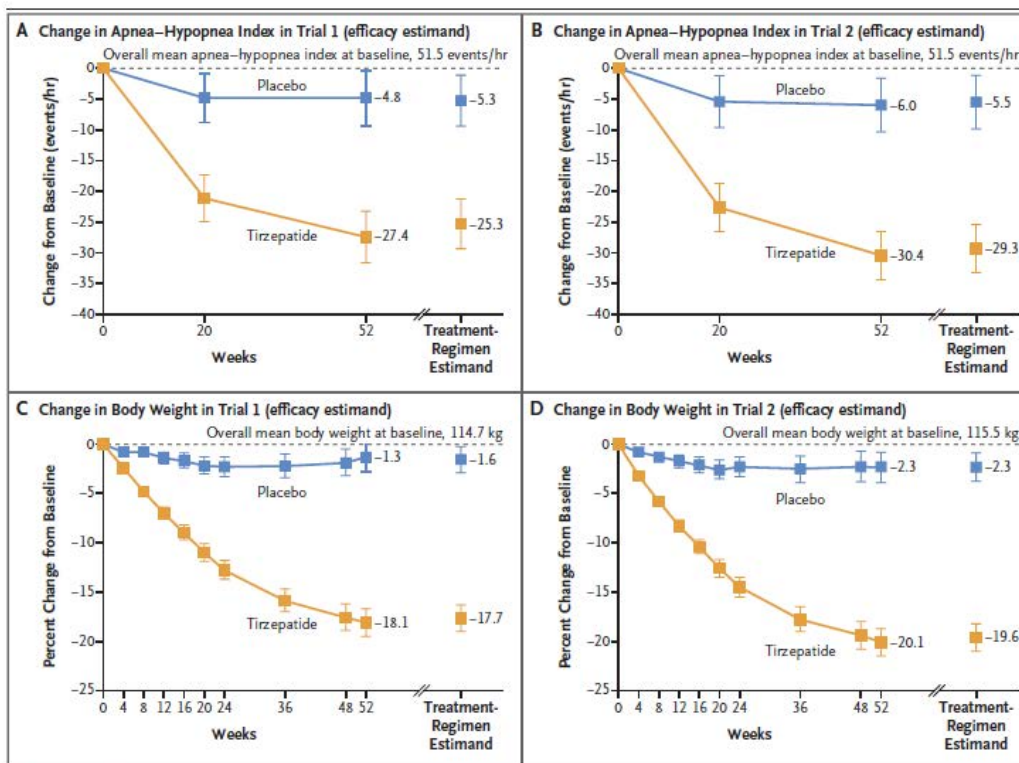 A Change in Apnea–Hypopnea Index in Trial 1 (efficacy estimand)
Overall mean apnea–hypopnea index at baseline, 51.5 events/hr
Change from Baseline (events/hr)
0
−5
−10
−15
−20
−25
−30
−35
−40
Placebo
−4.8
−5.3
Tirzepatide
−27.4
−25.3
0
20
52
Weeks
Treatment-
Regimen
Estimand
B Change in Apnea–Hypopnea Index in Trial 2 (efficacy estimand)
Overall mean apnea–hypopnea index at baseline, 51.5 events/hr
Change from Baseline (events/hr)
0
−5
−10
−15
−20
−25
−30
−35
−40
Placebo
−6.0
−5.5
Tirzepatide
−30.4
−29.3
0
20
52
Weeks
Treatment-
Regimen
Estimand
C Change in Body Weight in Trial 1 (efficacy estimand)
Overall mean body weight at baseline, 114.7 kg
Percent Change from Baseline
0
−5
−10
−15
−20
−25
−1.3
−1.6
Placebo
Tirzepatide
−18.1
−17.7
0 4 8 12 16 20 24 36 48 52
Weeks
Treatment-
Regimen
Estimand
D Change in Body Weight in Trial 2 (efficacy estimand)
Overall mean body weight at baseline, 115.5 kg
Percent Change from Baseline
0
−5
−10
−15
−20
−25
−2.3
−2.3
Placebo
Tirzepatide
−20.1
−19.6
0 4 8 12 16 20 24 36 48 52
Weeks
Treatment-
Regimen
Estimand